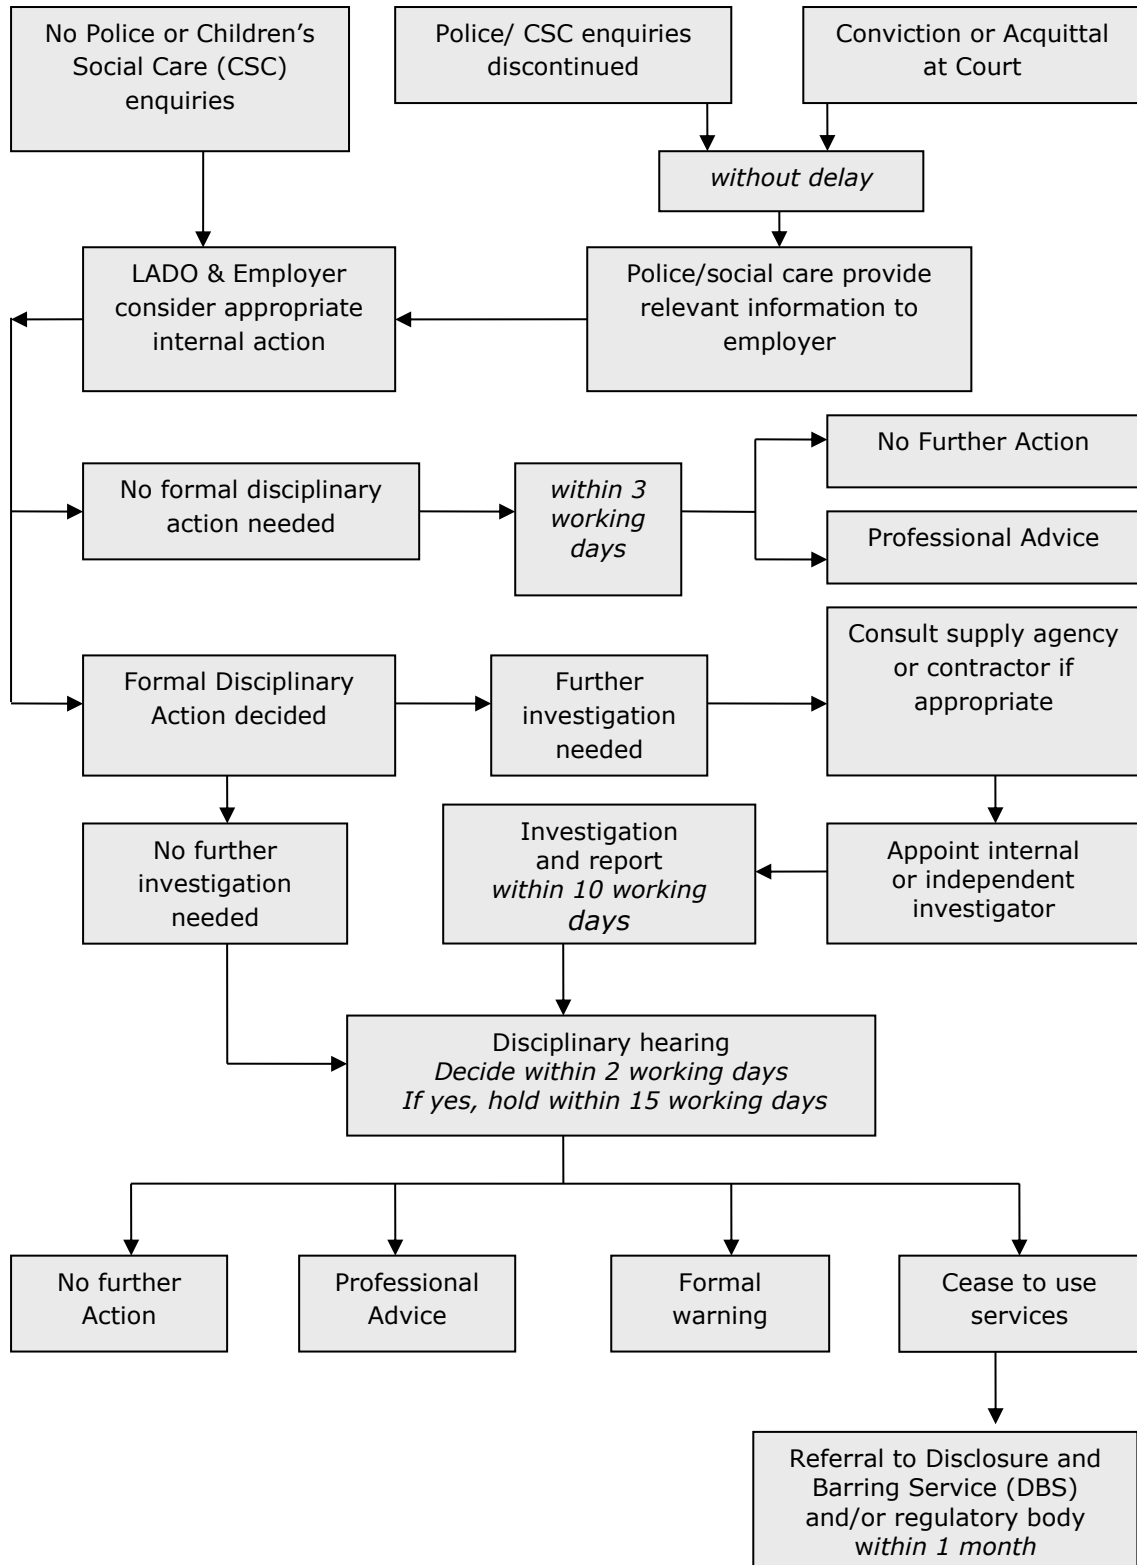 No Police or Children’s
Social Care (CSC)
enquiries
Police/ CSC enquiries
discontinued
Conviction or Acquittal
at Court
without delay
LADO & Employer
consider appropriate
internal action
Police/social care provide
relevant information to
employer
No formal disciplinary
action needed
within 3
working
days
No Further Action
Professional Advice
Formal Disciplinary
Action decided
Further
investigation
needed
Consult supply agency
or contractor if
appropriate
No further
investigation
needed
Investigation
and report
within 10 working
days
Appoint internal
or independent
investigator
Disciplinary hearing
Decide within 2 working days
If yes, hold within 15 working days
No further
Action
Professional
Advice
Formal
warning
Cease to use
services
Referral to Disclosure and
Barring Service (DBS)
and/or regulatory body
within 1 month